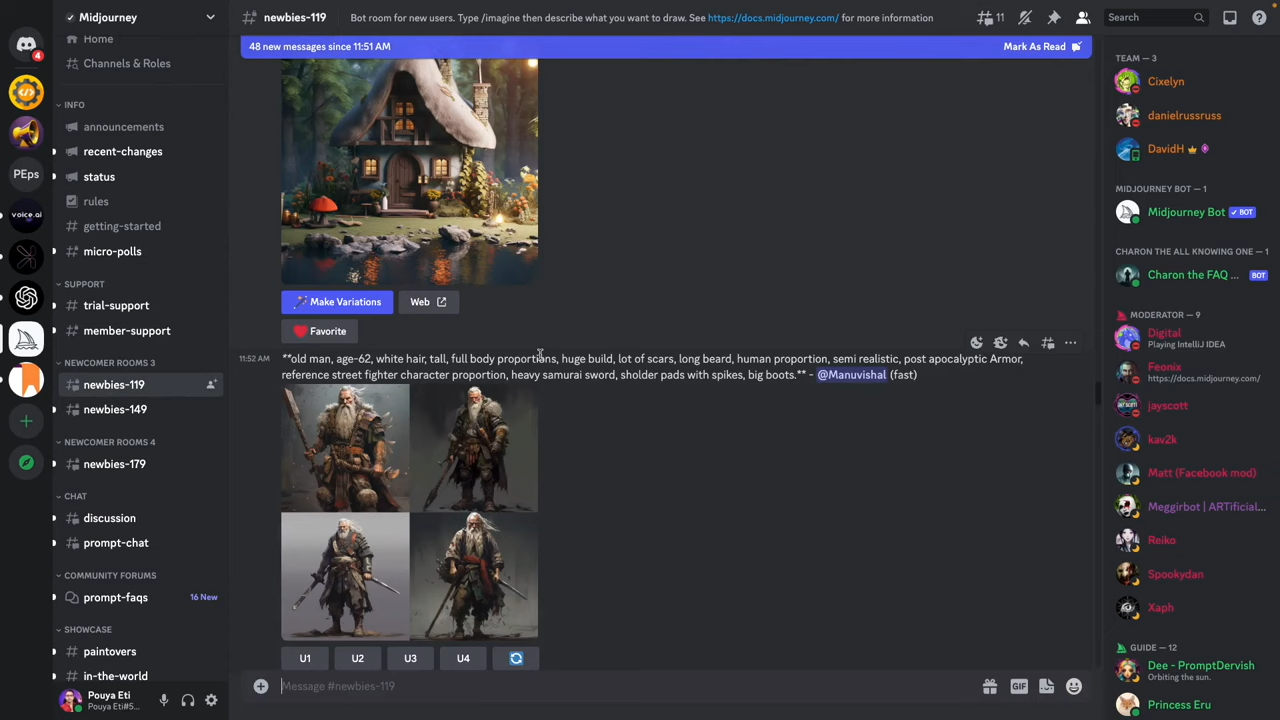 Midjourney
Home
Channels & Roles
INFO
announcements
recent-changes
status
rules
getting-started
micro-polls
SUPPORT
trial-support
member-support
NEWCOMER ROOMS 3
newbies-119
newbies-149
NEWCOMER ROOMS 4
newbies-179
CHAT
discussion
prompt-chat
COMMUNITY FORUMS
prompt-faqs 16 New
SHOWCASE
paintovers
in-the-world
Pouya Eti
Pouya Eti#5...
4
PEps
voice.ai
newbies-119 Bot room for new users. Type /imagine then describe what you want to draw. See https://docs.midjourney.com/ for more information
11
Search
48 new messages since 11:51 AM Mark As Read
Make Variations Web
Favorite
11:52 AM **old man, age-62, white hair, tall, full body proportions, huge build, lot of scars, long beard, human proportion, semi realistic, post apocalyptic Armor,
reference street fighter character proportion, heavy samurai sword, sholder pads with spikes, big boots.** - @Manuvishal (fast)
U1 U2 U3 U4
Message #newbies-119
GIF
TEAM — 3
Cixelyn
danielrussruss
DavidH
MIDJOURNEY BOT — 1
Midjourney Bot ✓ BOT
CHARON THE ALL KNOWING ONE — 1
Charon the FAQ ... BOT
MODERATOR — 9
Digital
Playing IntelliJ IDEA
Feonix
https://docs.midjourney.com/
jayscott
kav2k
Matt (Facebook mod)
Meggirbot | ARTificial...
Reiko
Spookydan
Xaph
GUIDE — 12
Dee - PromptDervish
Orbiting the sun.
Princess Eru